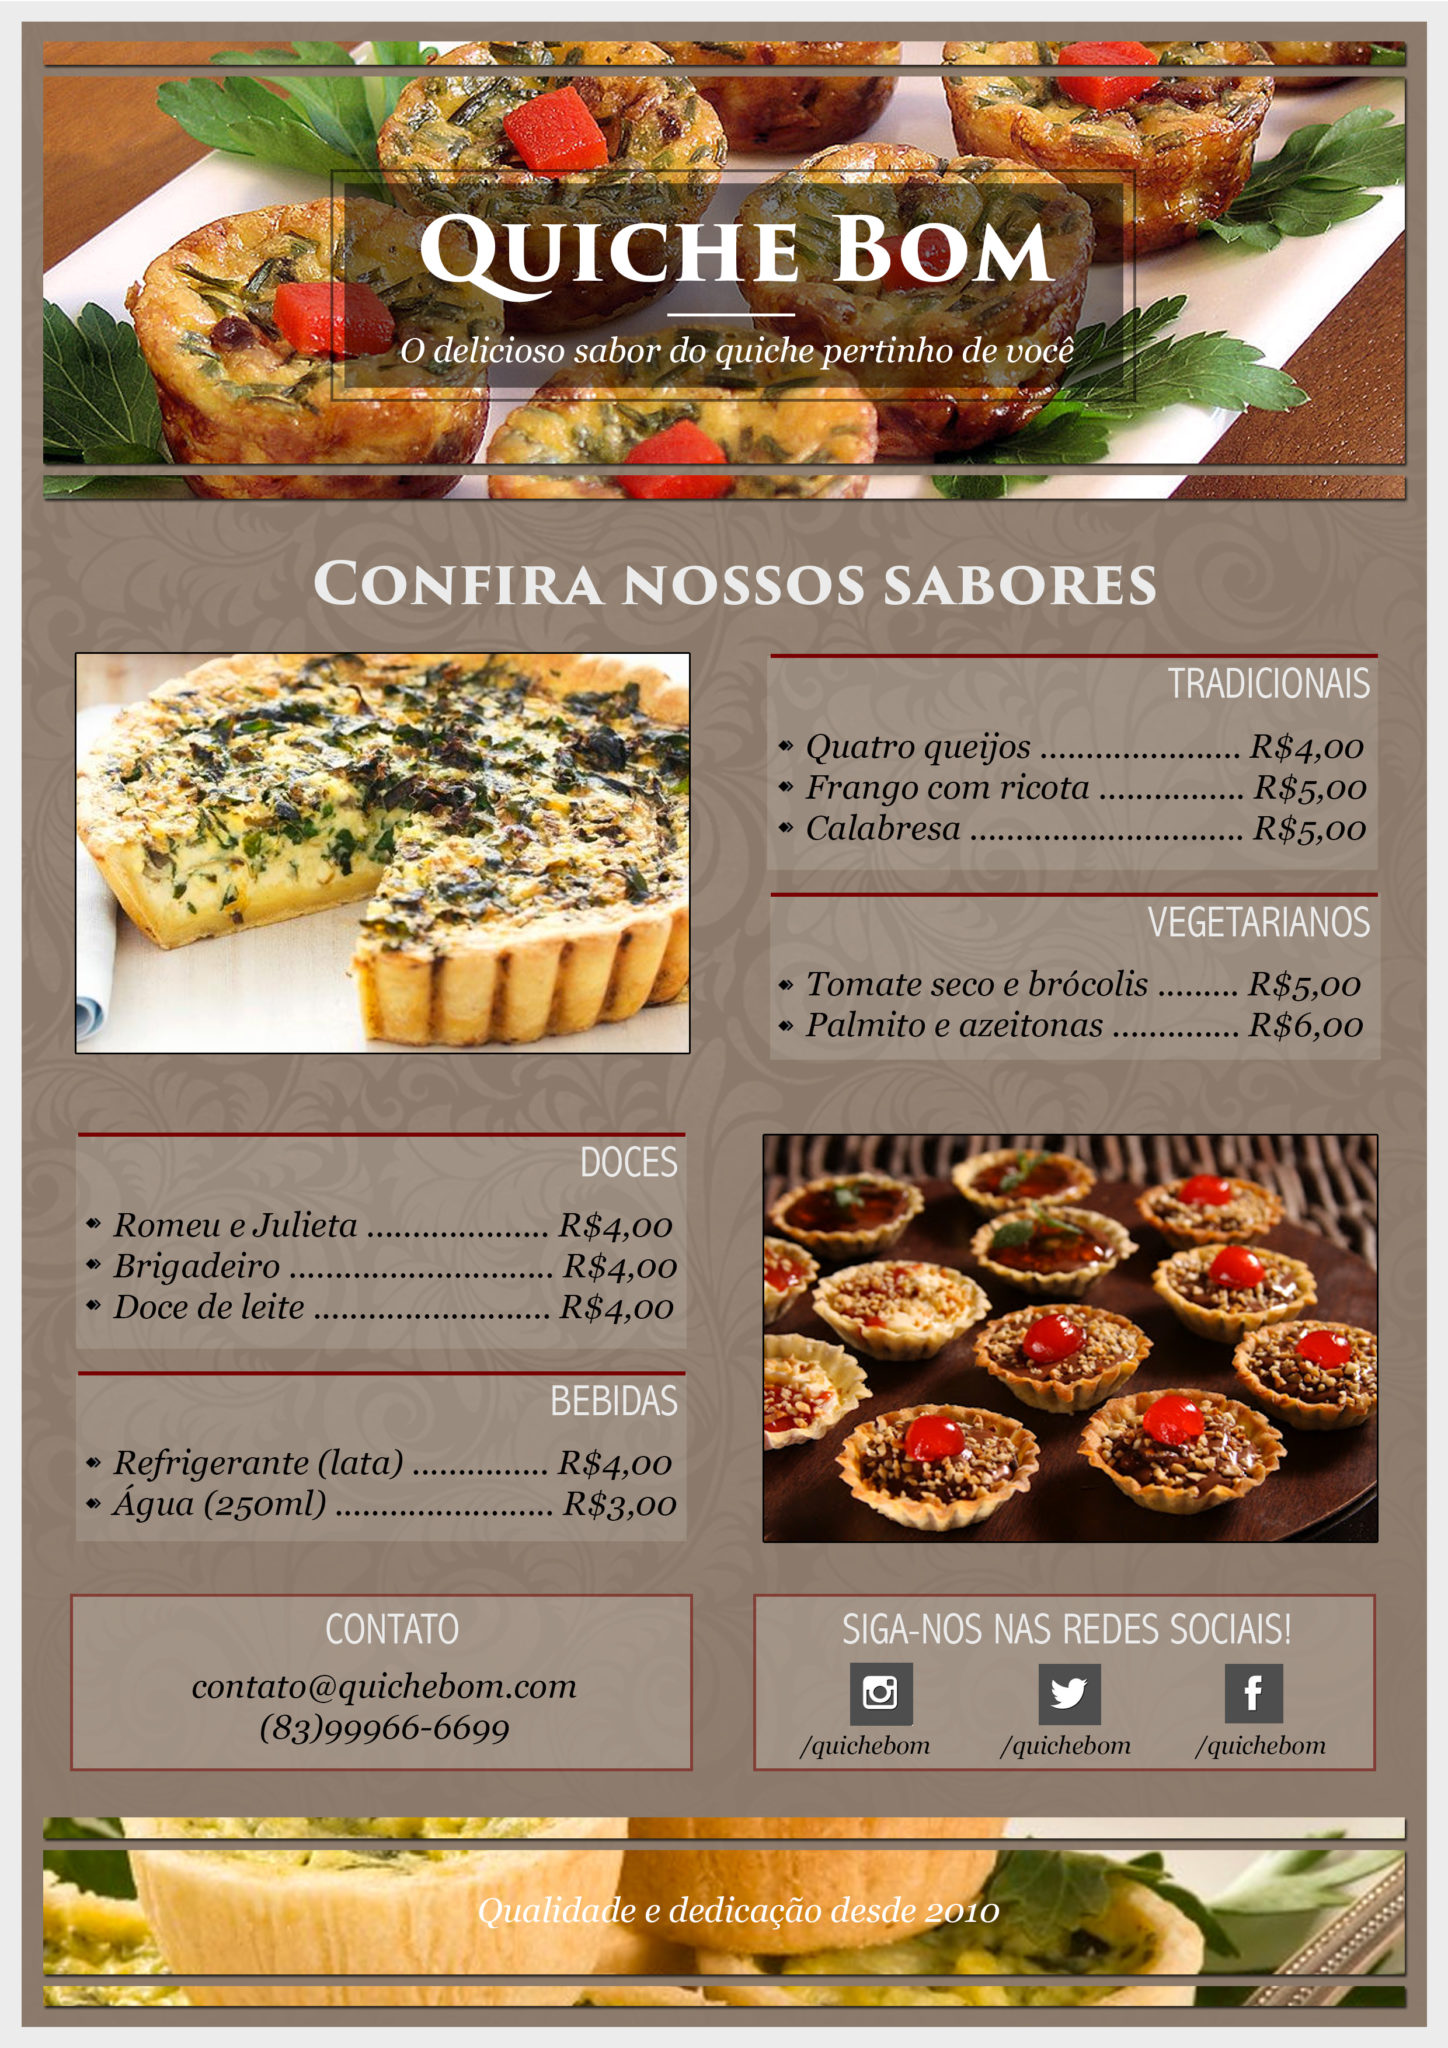 Quiche Bom
O delicioso sabor do quiche pertinho de você
Confira nossos sabores
TRADICIONAIS
Quatro queijos ...................... R$4,00
Frango com ricota ................ R$5,00
Calabresa .............................. R$5,00
VEGETARIANOS
Tomate seco e brócolis ......... R$5,00
Palmito e azeitonas .............. R$6,00
DOCES
Romeu e Julieta .................... R$4,00
Brigadeiro ............................. R$4,00
Doce de leite .......................... R$4,00
BEBIDAS
Refrigerante (lata) ............... R$4,00
Água (250ml) ........................ R$3,00
CONTATO
contato@quichebom.com
(83)99966-6699
SIGA-NOS NAS REDES SOCIAIS!
/quichebom
/quichebom
/quichebom
Qualidade e dedicação desde 2010